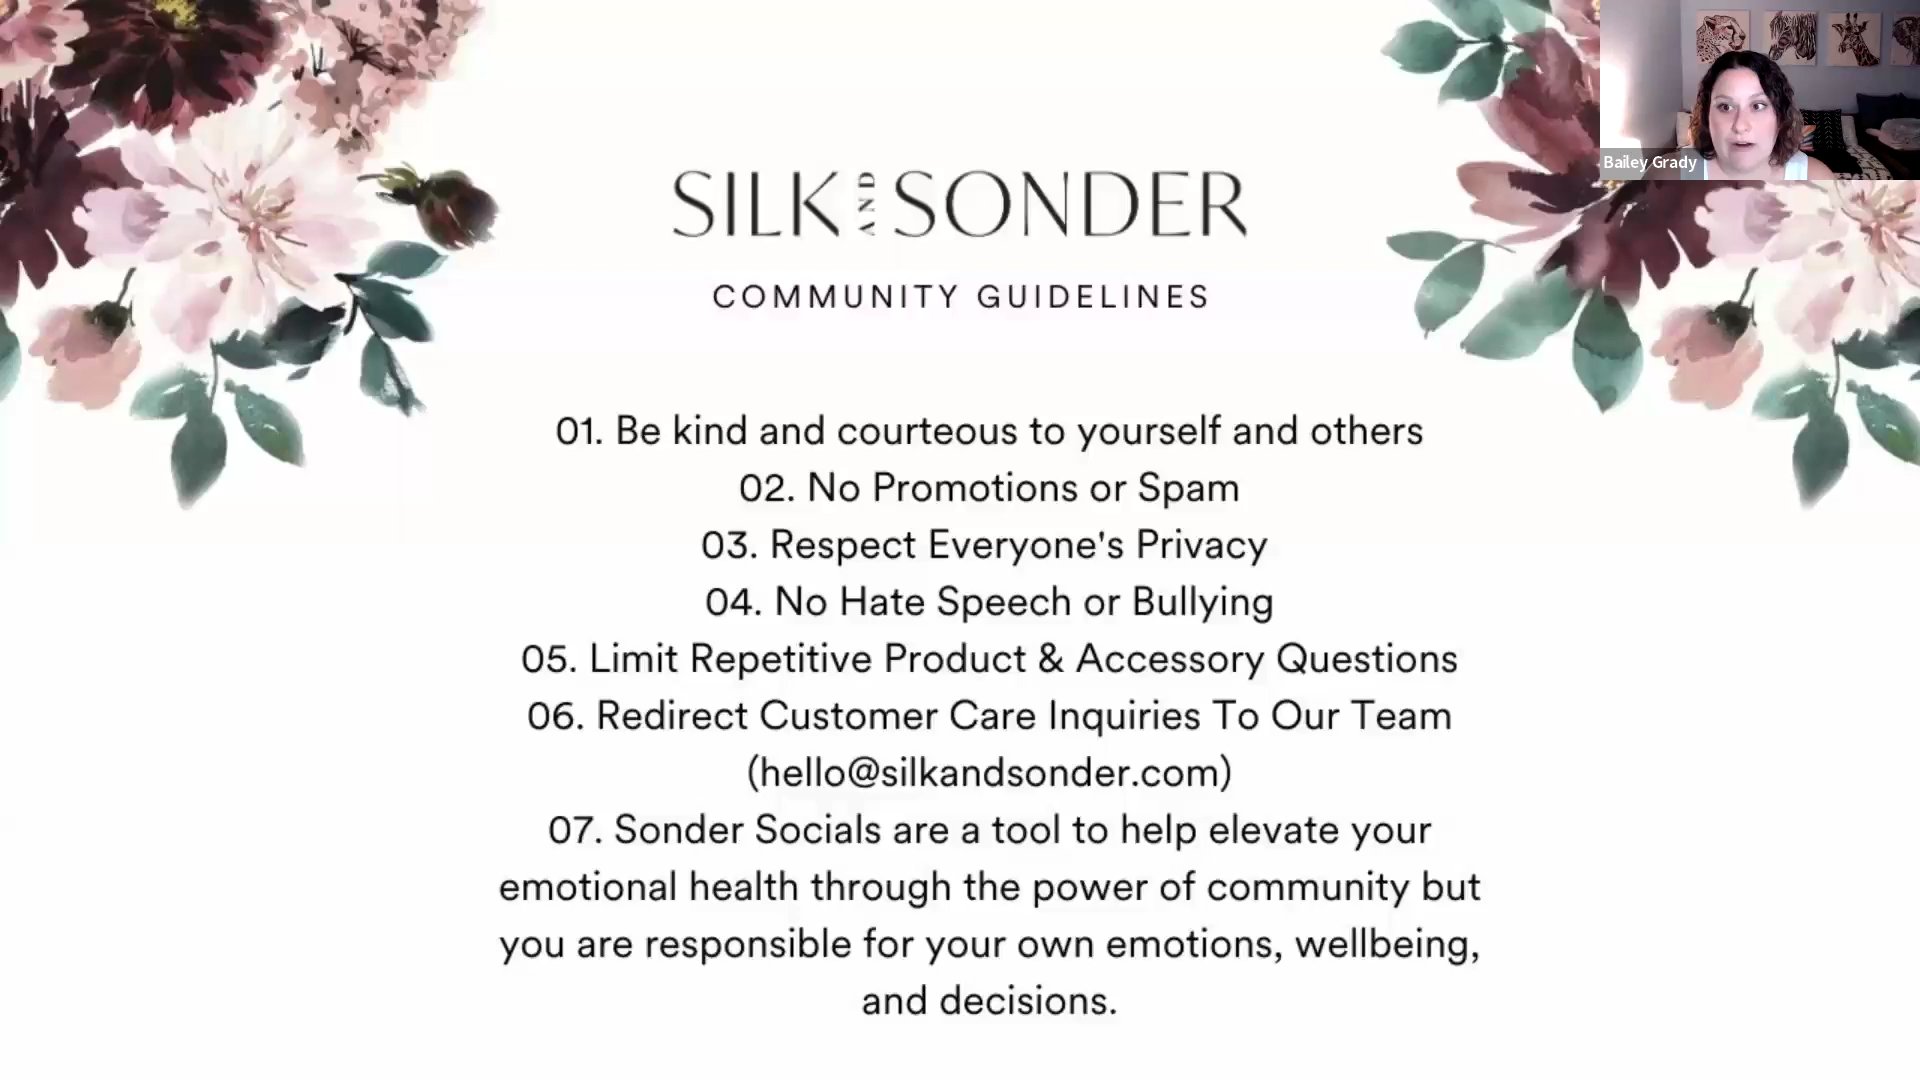 SILK AND SONDER
COMMUNITY GUIDELINES
01. Be kind and courteous to yourself and others
02. No Promotions or Spam
03. Respect Everyone's Privacy
04. No Hate Speech or Bullying
05. Limit Repetitive Product & Accessory Questions
06. Redirect Customer Care Inquiries To Our Team
(hello@silkandsonder.com)
07. Sonder Socials are a tool to help elevate your
emotional health through the power of community but
you are responsible for your own emotions, wellbeing,
and decisions.
Bailey Grady